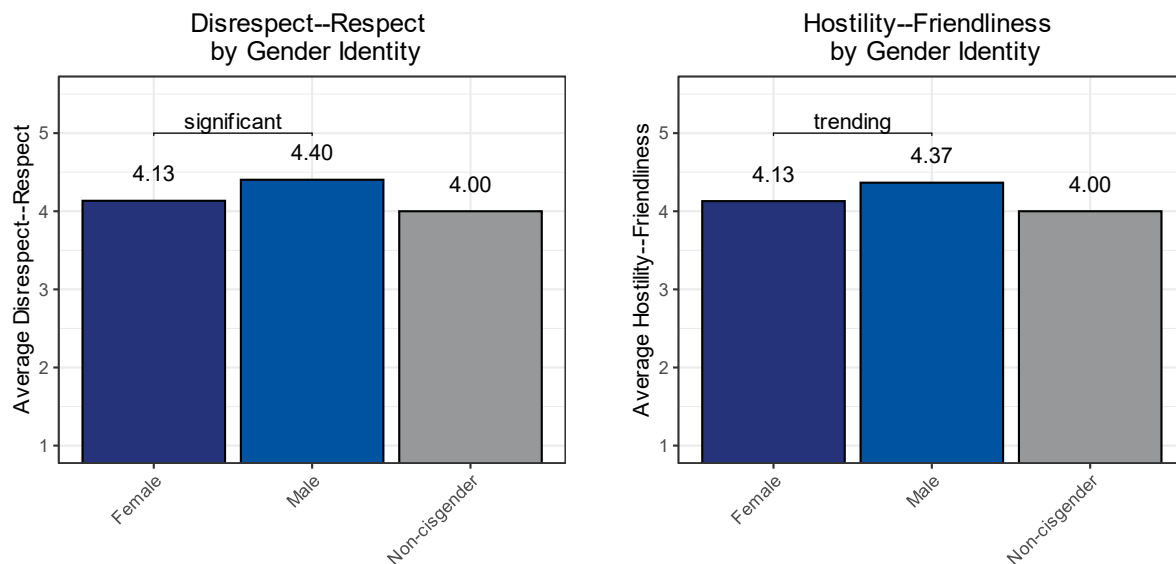 Disrespect--Respect
by Gender Identity
Average Disrespect--Respect
5
4
3
2
1
significant
4.13
4.40
4.00
Female
Male
Non-cisgender
Hostility--Friendliness
by Gender Identity
Average Hostility--Friendliness
5
4
3
2
1
trending
4.13
4.37
4.00
Female
Male
Non-cisgender